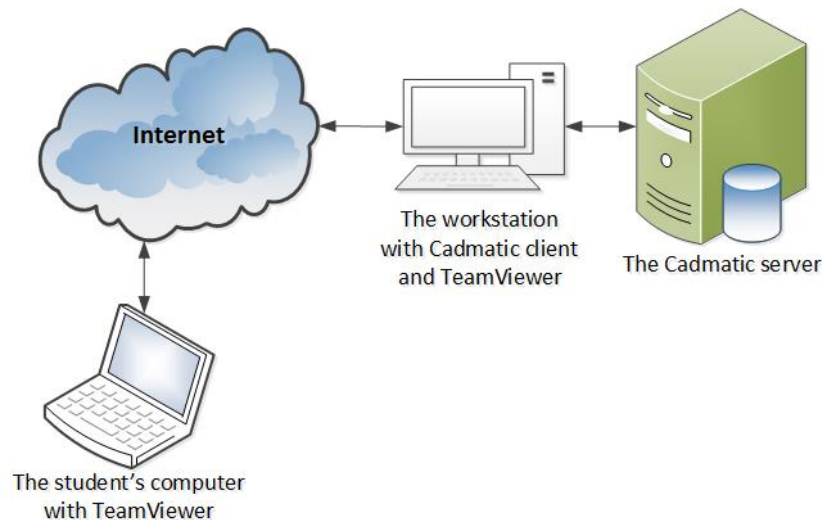 Internet
The workstation
with Cadmatic client
and TeamViewer
The Cadmatic server
The student's computer
with TeamViewer